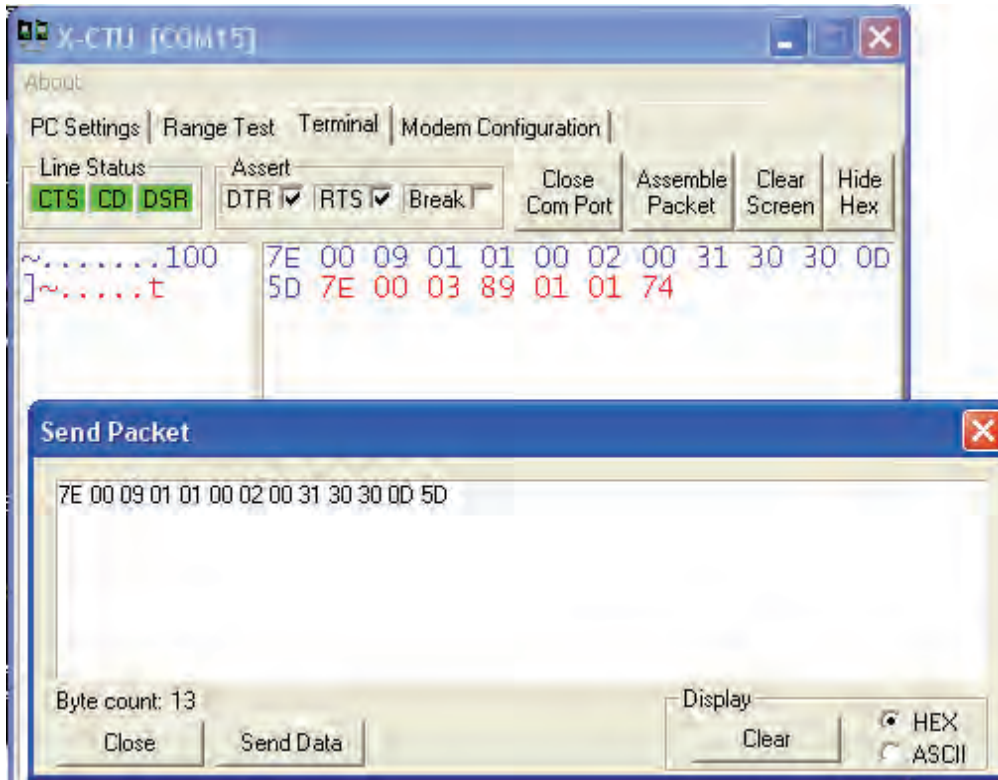 X-CTU [COM15]
About
PC Settings Range Test Terminal Modem Configuration
Line Status Assert
CTS CD DSR DTR RTS Break Close Com Port Assemble Packet Clear Screen Hide Hex
~.......100 7E 00 09 01 01 00 02 00 31 30 30 0D
]~.....t 5D 7E 00 03 89 01 01 74
Send Packet
7E 00 09 01 01 00 02 00 31 30 30 0D 5D
Byte count: 13 Display
Close Send Data Clear HEX
ASCII